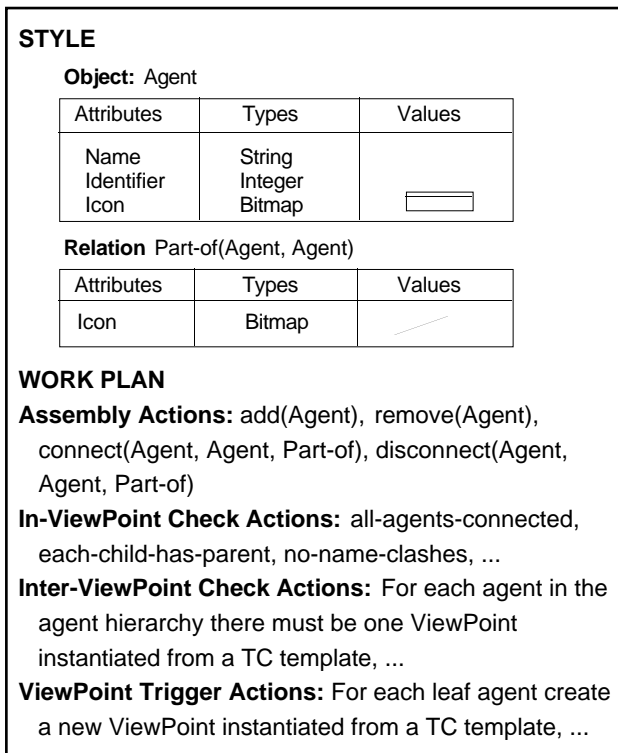 STYLE
Object: Agent
Attributes Types Values
Name String
Identifier Integer
Icon Bitmap
Relation Part-of(Agent, Agent)
Attributes Types Values
Icon Bitmap
WORK PLAN
Assembly Actions: add(Agent), remove(Agent),
connect(Agent, Agent, Part-of), disconnect(Agent,
Agent, Part-of)
In-ViewPoint Check Actions: all-agents-connected,
each-child-has-parent, no-name-clashes, ...
Inter-ViewPoint Check Actions: For each agent in the
agent hierarchy there must be one ViewPoint
instantiated from a TC template, ...
ViewPoint Trigger Actions: For each leaf agent create
a new ViewPoint instantiated from a TC template, ...